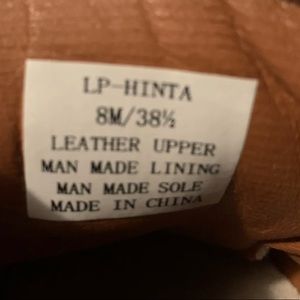 LP-HINTA
8M/38½
LEATHER UPPER
MAN MADE LINING
MAN MADE SOLE
MADE IN CHINA